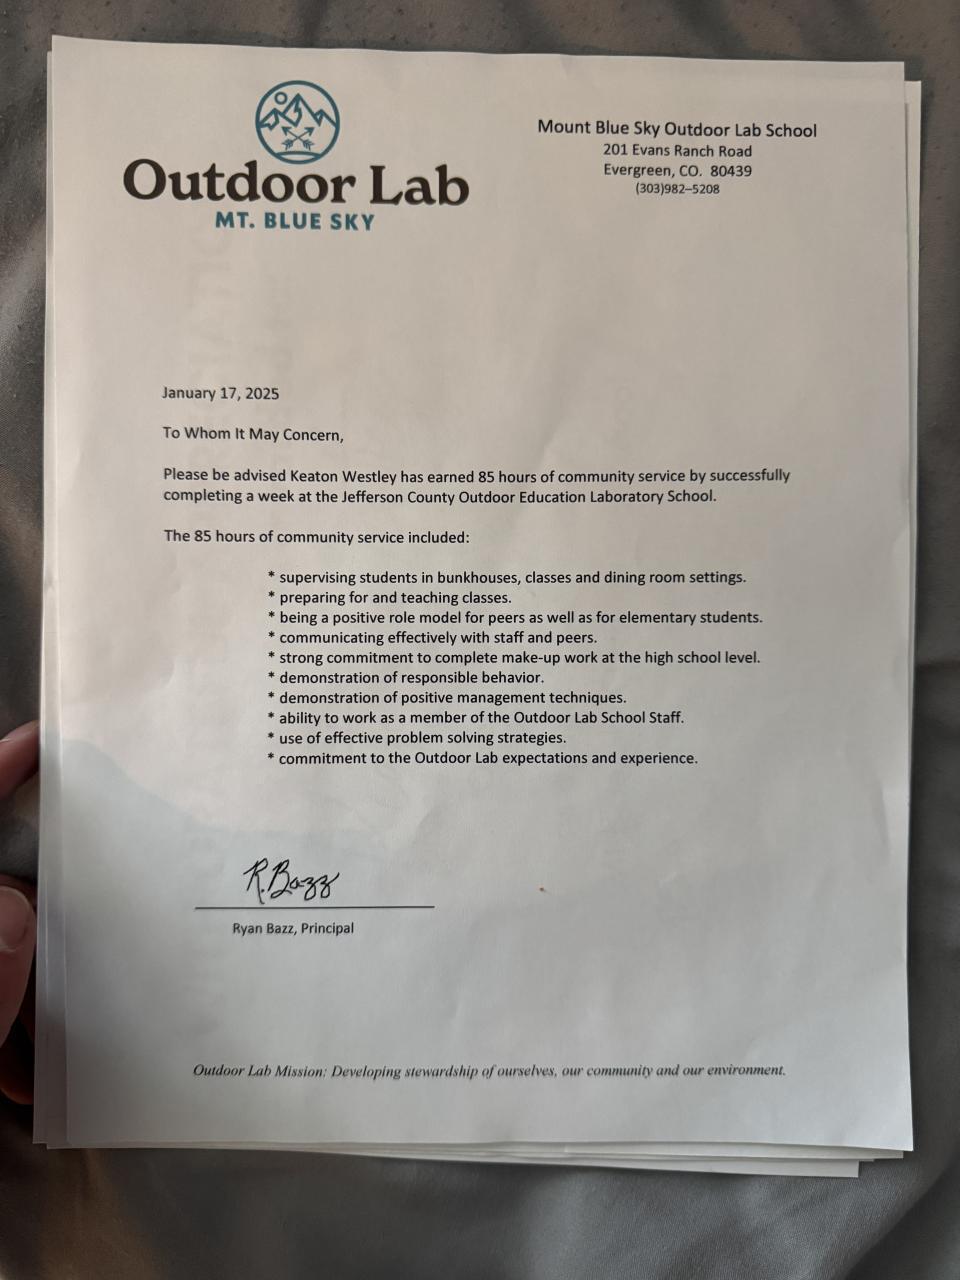 Outdoor Lab
MT. BLUE SKY
Mount Blue Sky Outdoor Lab School
201 Evans Ranch Road
Evergreen, CO.  80439
(303)982–5208
January 17, 2025
To Whom It May Concern,
Please be advised Keaton Westley has earned 85 hours of community service by successfully
completing a week at the Jefferson County Outdoor Education Laboratory School.
The 85 hours of community service included:
* supervising students in bunkhouses, classes and dining room settings.
* preparing for and teaching classes.
* being a positive role model for peers as well as for elementary students.
* communicating effectively with staff and peers.
* strong commitment to complete make-up work at the high school level.
* demonstration of responsible behavior.
* demonstration of positive management techniques.
* ability to work as a member of the Outdoor Lab School Staff.
* use of effective problem solving strategies.
* commitment to the Outdoor Lab expectations and experience.
R.Bazz
Ryan Bazz, Principal
Outdoor Lab Mission: Developing stewardship of ourselves, our community and our environment.